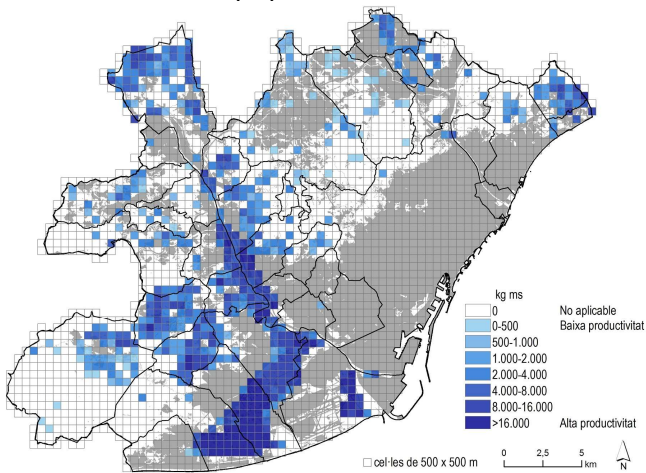 kg ms
0 No aplicable
0-500 Baixa productivitat
500-1.000
1.000-2.000
2.000-4.000
4.000-8.000
8.000-16.000
>16.000 Alta productivitat
cel·les de 500 x 500 m
0 2,5 5
km
N